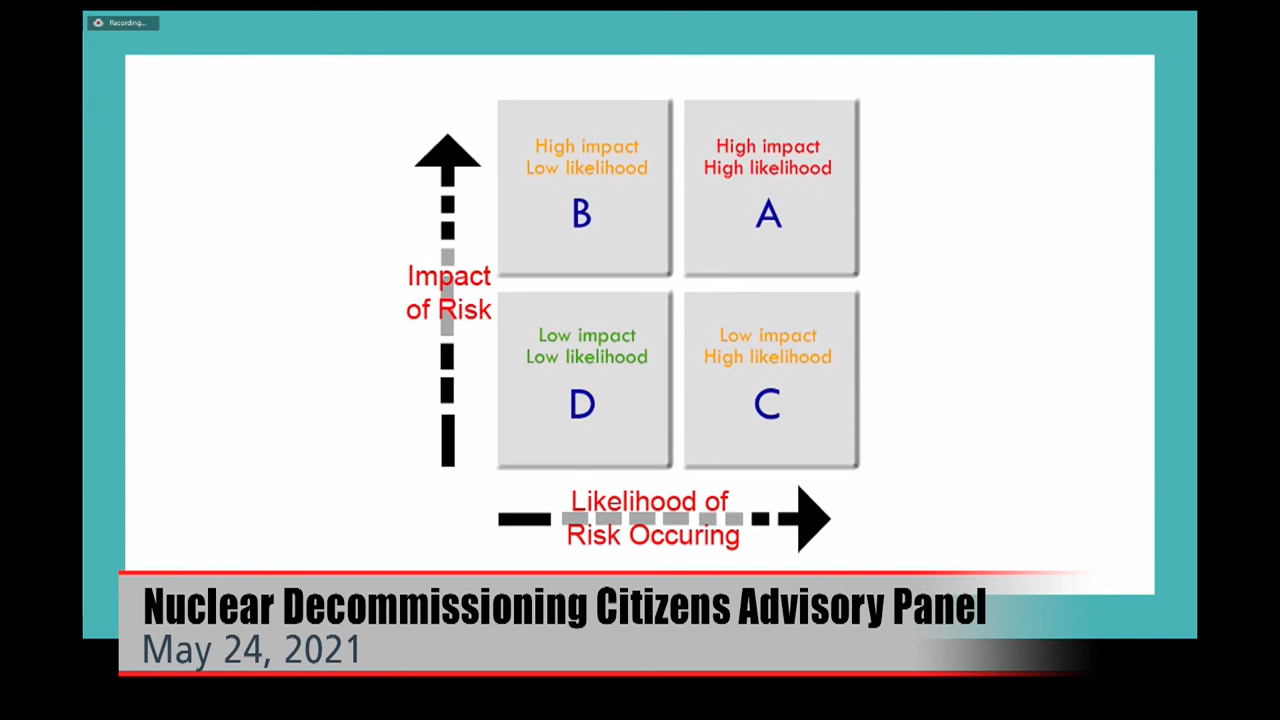 Recording...
High impact
Low likelihood
B
High impact
High likelihood
A
Impact
of Risk
Low impact
Low likelihood
D
Low impact
High likelihood
C
Likelihood of
Risk Occuring
Nuclear Decommissioning Citizens Advisory Panel
May 24, 2021